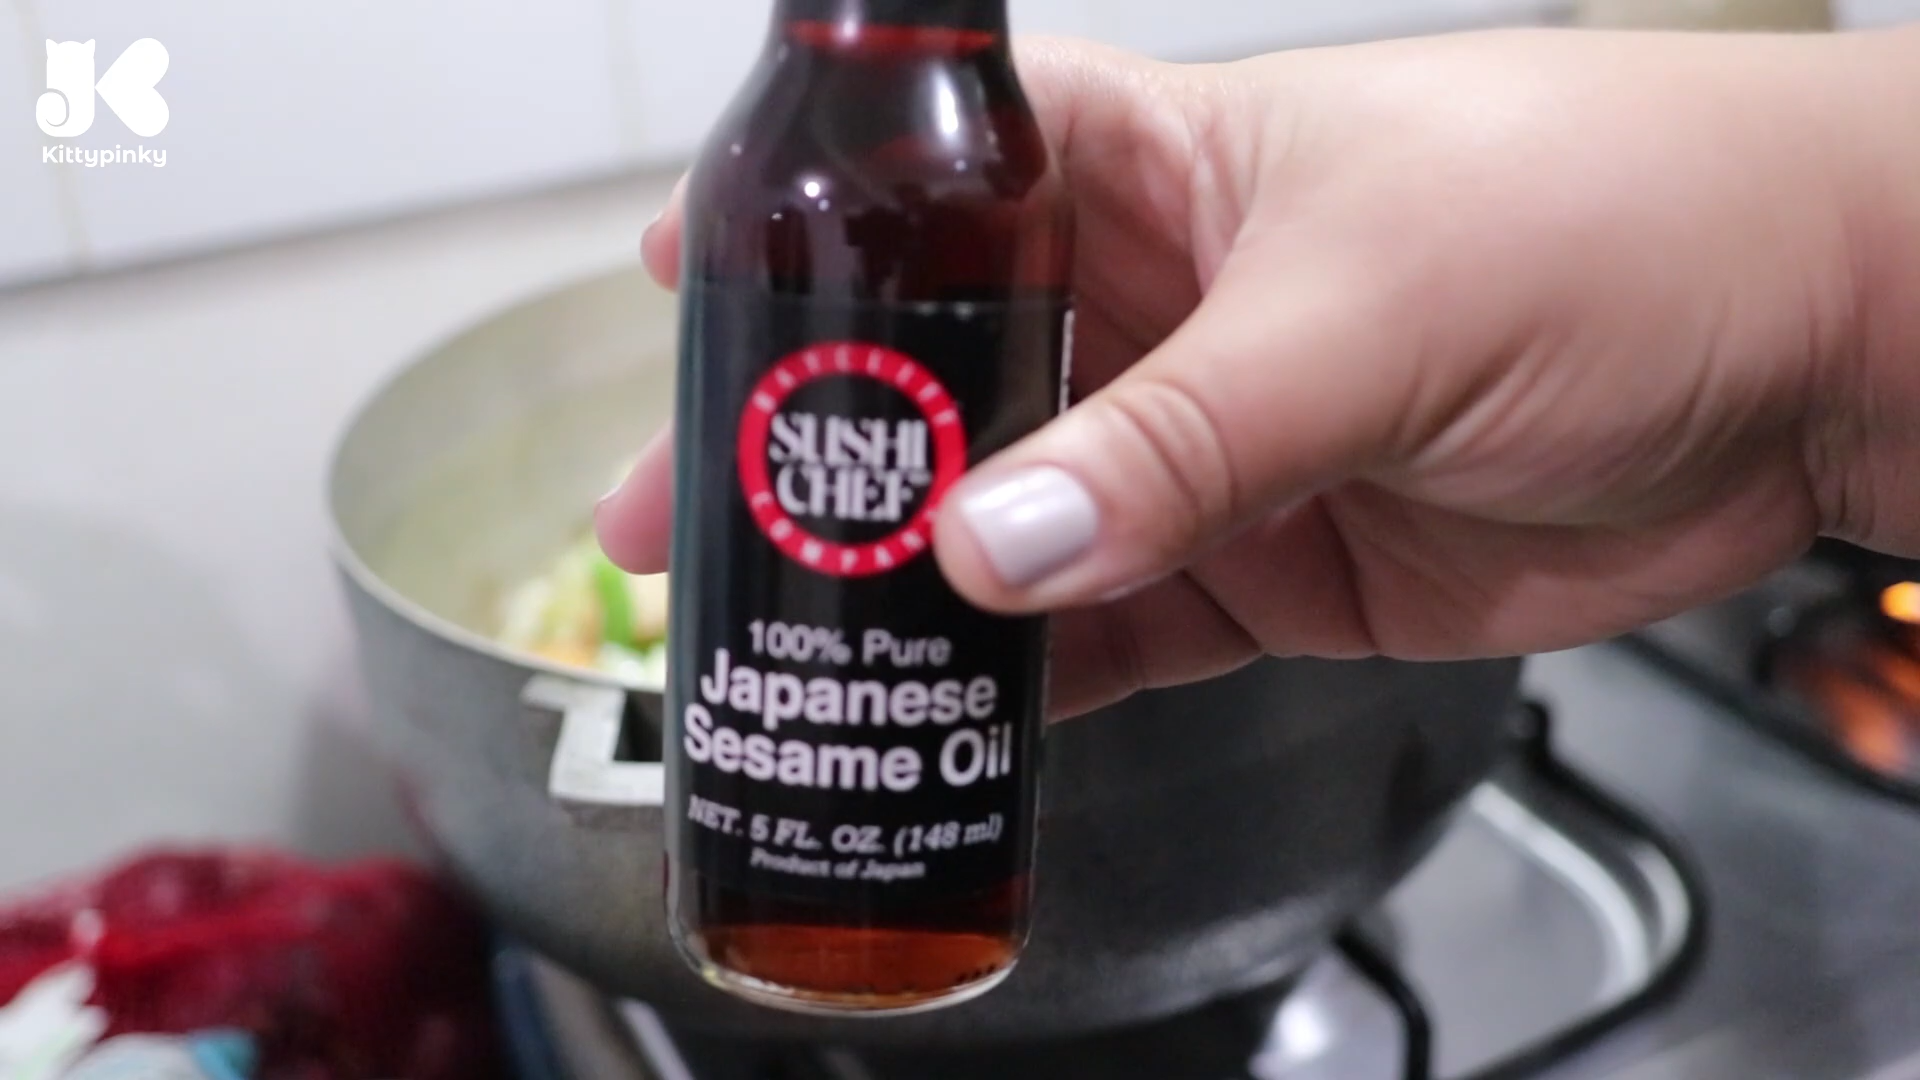 Kittypinky
SUSHI
CHEF
100% Pure
Japanese
Sesame Oil
NET. 5 FL. OZ. (148 ml)
Product of Japan